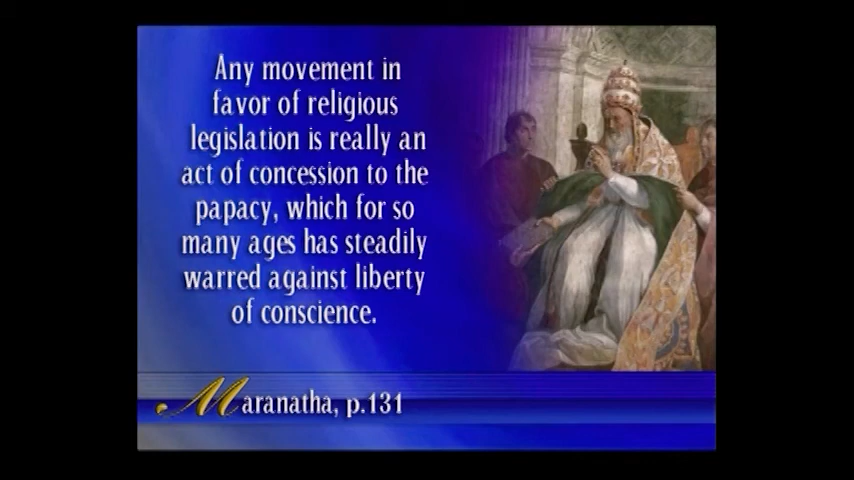 Any movement in
favor of religious
legislation is really an
act of concession to the
papacy, which for so
many ages has steadily
warred against liberty
of conscience.
Maranatha, p.131